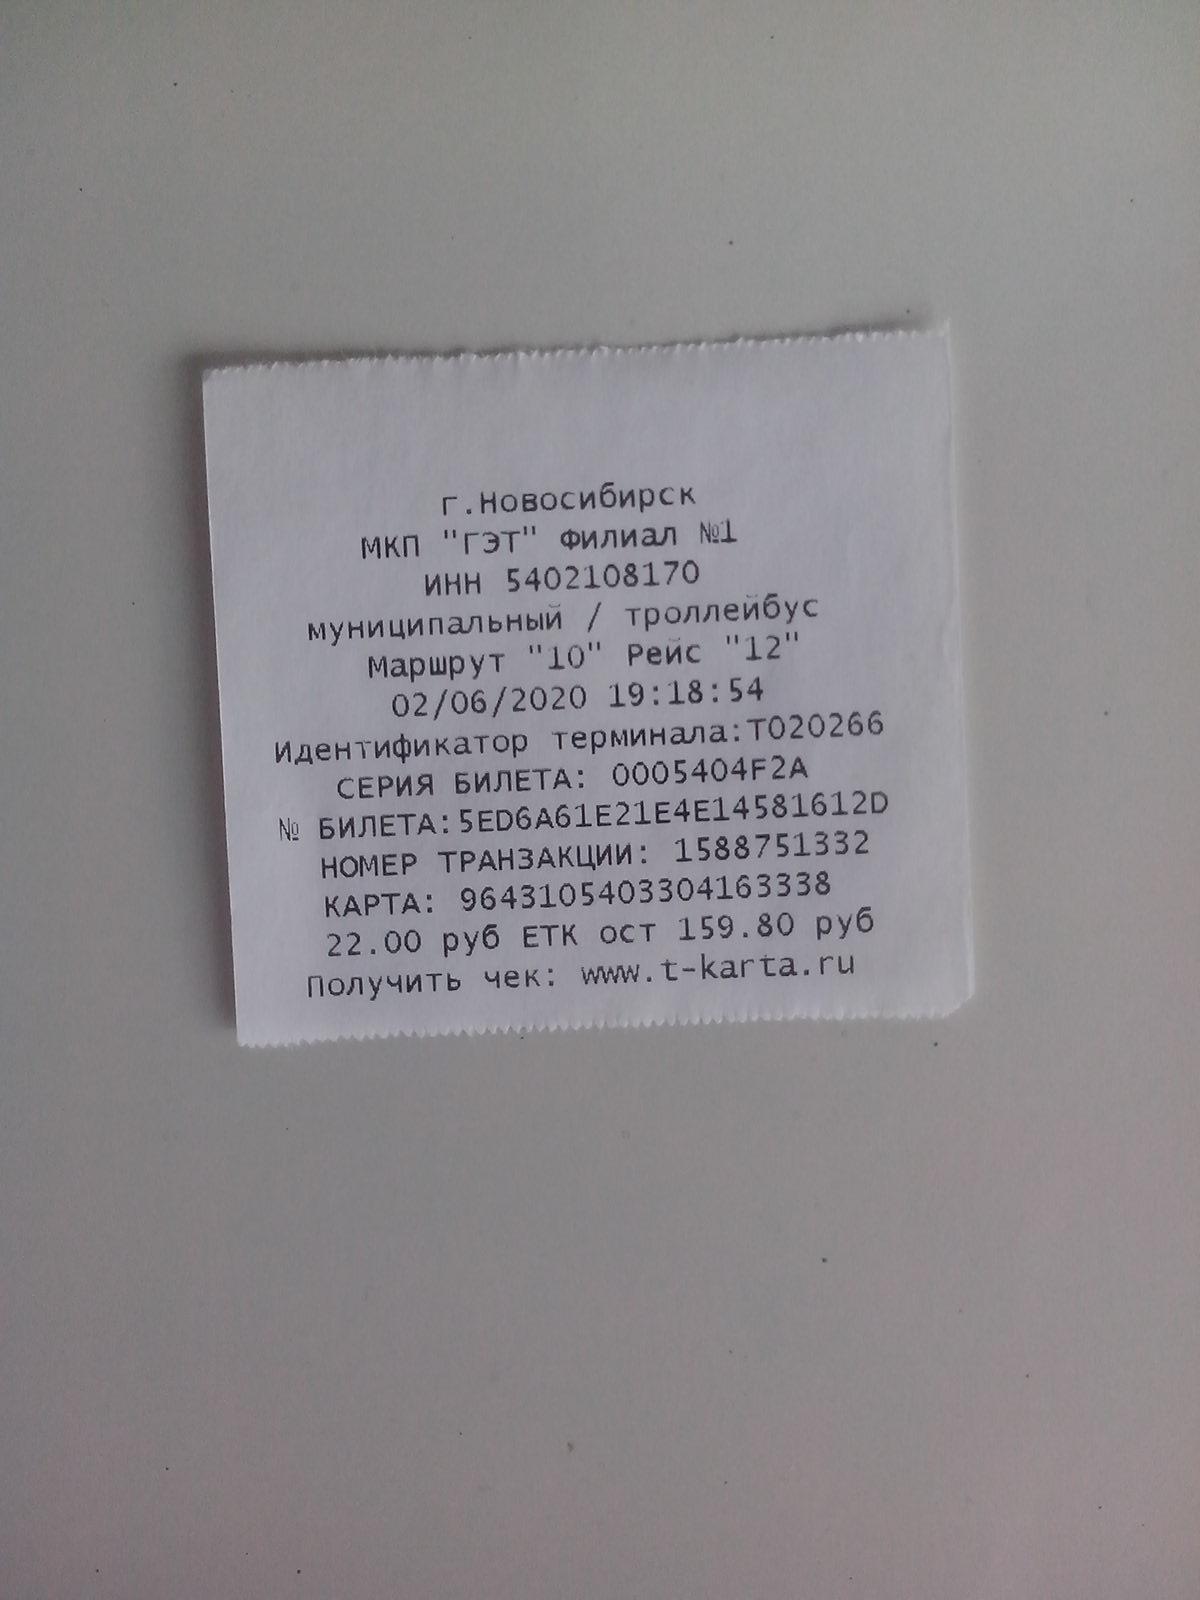 г.Новосибирск
МКП "ГЭТ" Филиал №1
ИНН 5402108170
муниципальный / троллейбус
Маршрут "10" Рейс "12"
02/06/2020 19:18:54
Идентификатор терминала:T020266
СЕРИЯ БИЛЕТА: 0005404F2A
№ БИЛЕТА:5ED6A61E21E4E14581612D
НОМЕР ТРАНЗАКЦИИ: 1588751332
КАРТА: 9643105403304163338
22.00 руб ЕТК ост 159.80 руб
Получить чек: www.t-karta.ru